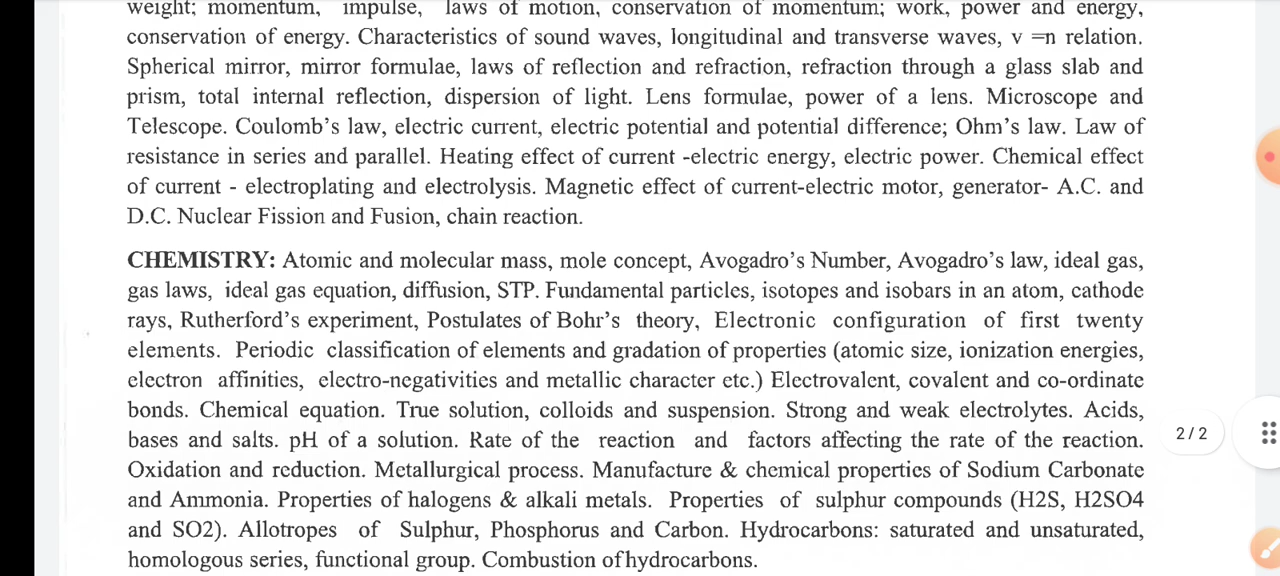 weight; momentum, impulse, laws of motion, conservation of momentum; work, power and energy,
conservation of energy. Characteristics of sound waves, longitudinal and transverse waves, v =n relation.
Spherical mirror, mirror formulae, laws of reflection and refraction, refraction through a glass slab and
prism, total internal reflection, dispersion of light. Lens formulae, power of a lens. Microscope and
Telescope. Coulomb's law, electric current, electric potential and potential difference; Ohm's law. Law of
resistance in series and parallel. Heating effect of current -electric energy, electric power. Chemical effect
of current - electroplating and electrolysis. Magnetic effect of current-electric motor, generator- A.C. and
D.C. Nuclear Fission and Fusion, chain reaction.
CHEMISTRY: Atomic and molecular mass, mole concept, Avogadro's Number, Avogadro's law, ideal gas,
gas laws, ideal gas equation, diffusion, STP. Fundamental particles, isotopes and isobars in an atom, cathode
rays, Rutherford's experiment, Postulates of Bohr's theory, Electronic configuration of first twenty
elements. Periodic classification of elements and gradation of properties (atomic size, ionization energies,
electron affinities, electro-negativities and metallic character etc.) Electrovalent, covalent and co-ordinate
bonds. Chemical equation. True solution, colloids and suspension. Strong and weak electrolytes. Acids,
bases and salts. pH of a solution. Rate of the reaction and factors affecting the rate of the reaction.
2/2
Oxidation and reduction. Metallurgical process. Manufacture & chemical properties of Sodium Carbonate
and Ammonia. Properties of halogens & alkali metals. Properties of sulphur compounds (H2S, H2SO4
and SO2). Allotropes of Sulphur, Phosphorus and Carbon. Hydrocarbons: saturated and unsaturated,
homologous series, functional group. Combustion of hydrocarbons.